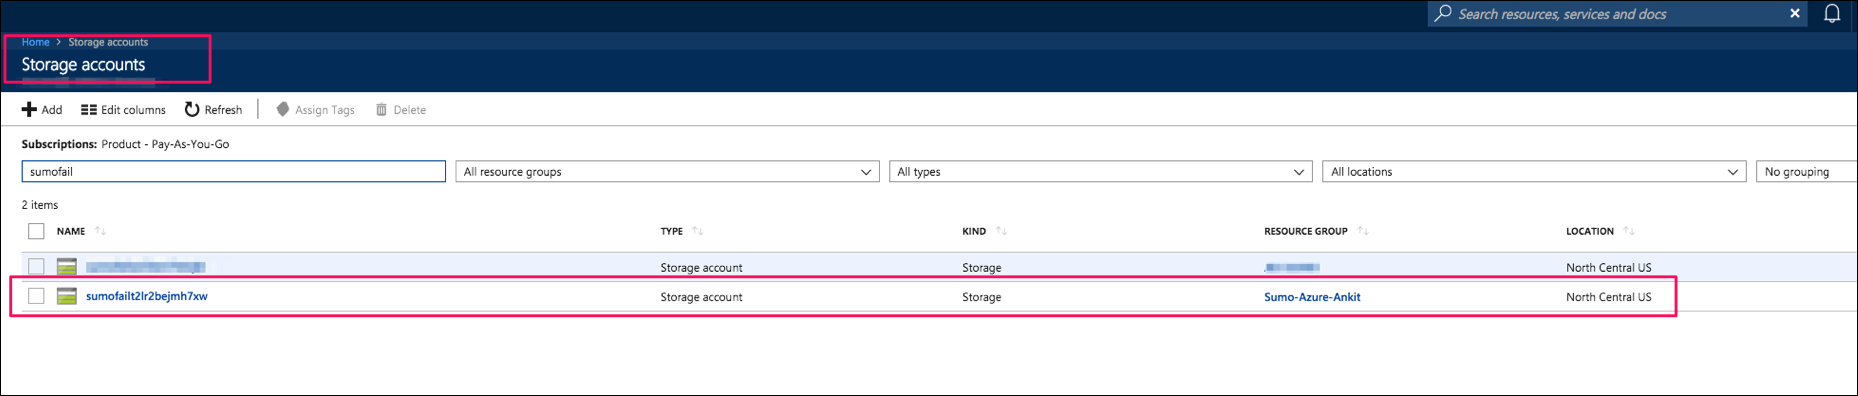 Search resources, services and docs
Home > Storage accounts
Storage accounts
Add Edit columns Refresh Assign Tags Delete
Subscriptions: Product - Pay-As-You-Go
sumofail All resource groups All types All locations No grouping
2 items
NAME TYPE KIND RESOURCE GROUP LOCATION
Storage account Storage North Central US
sumofailt2lr2bejmh7xw Storage account Storage Sumo-Azure-Ankit North Central US